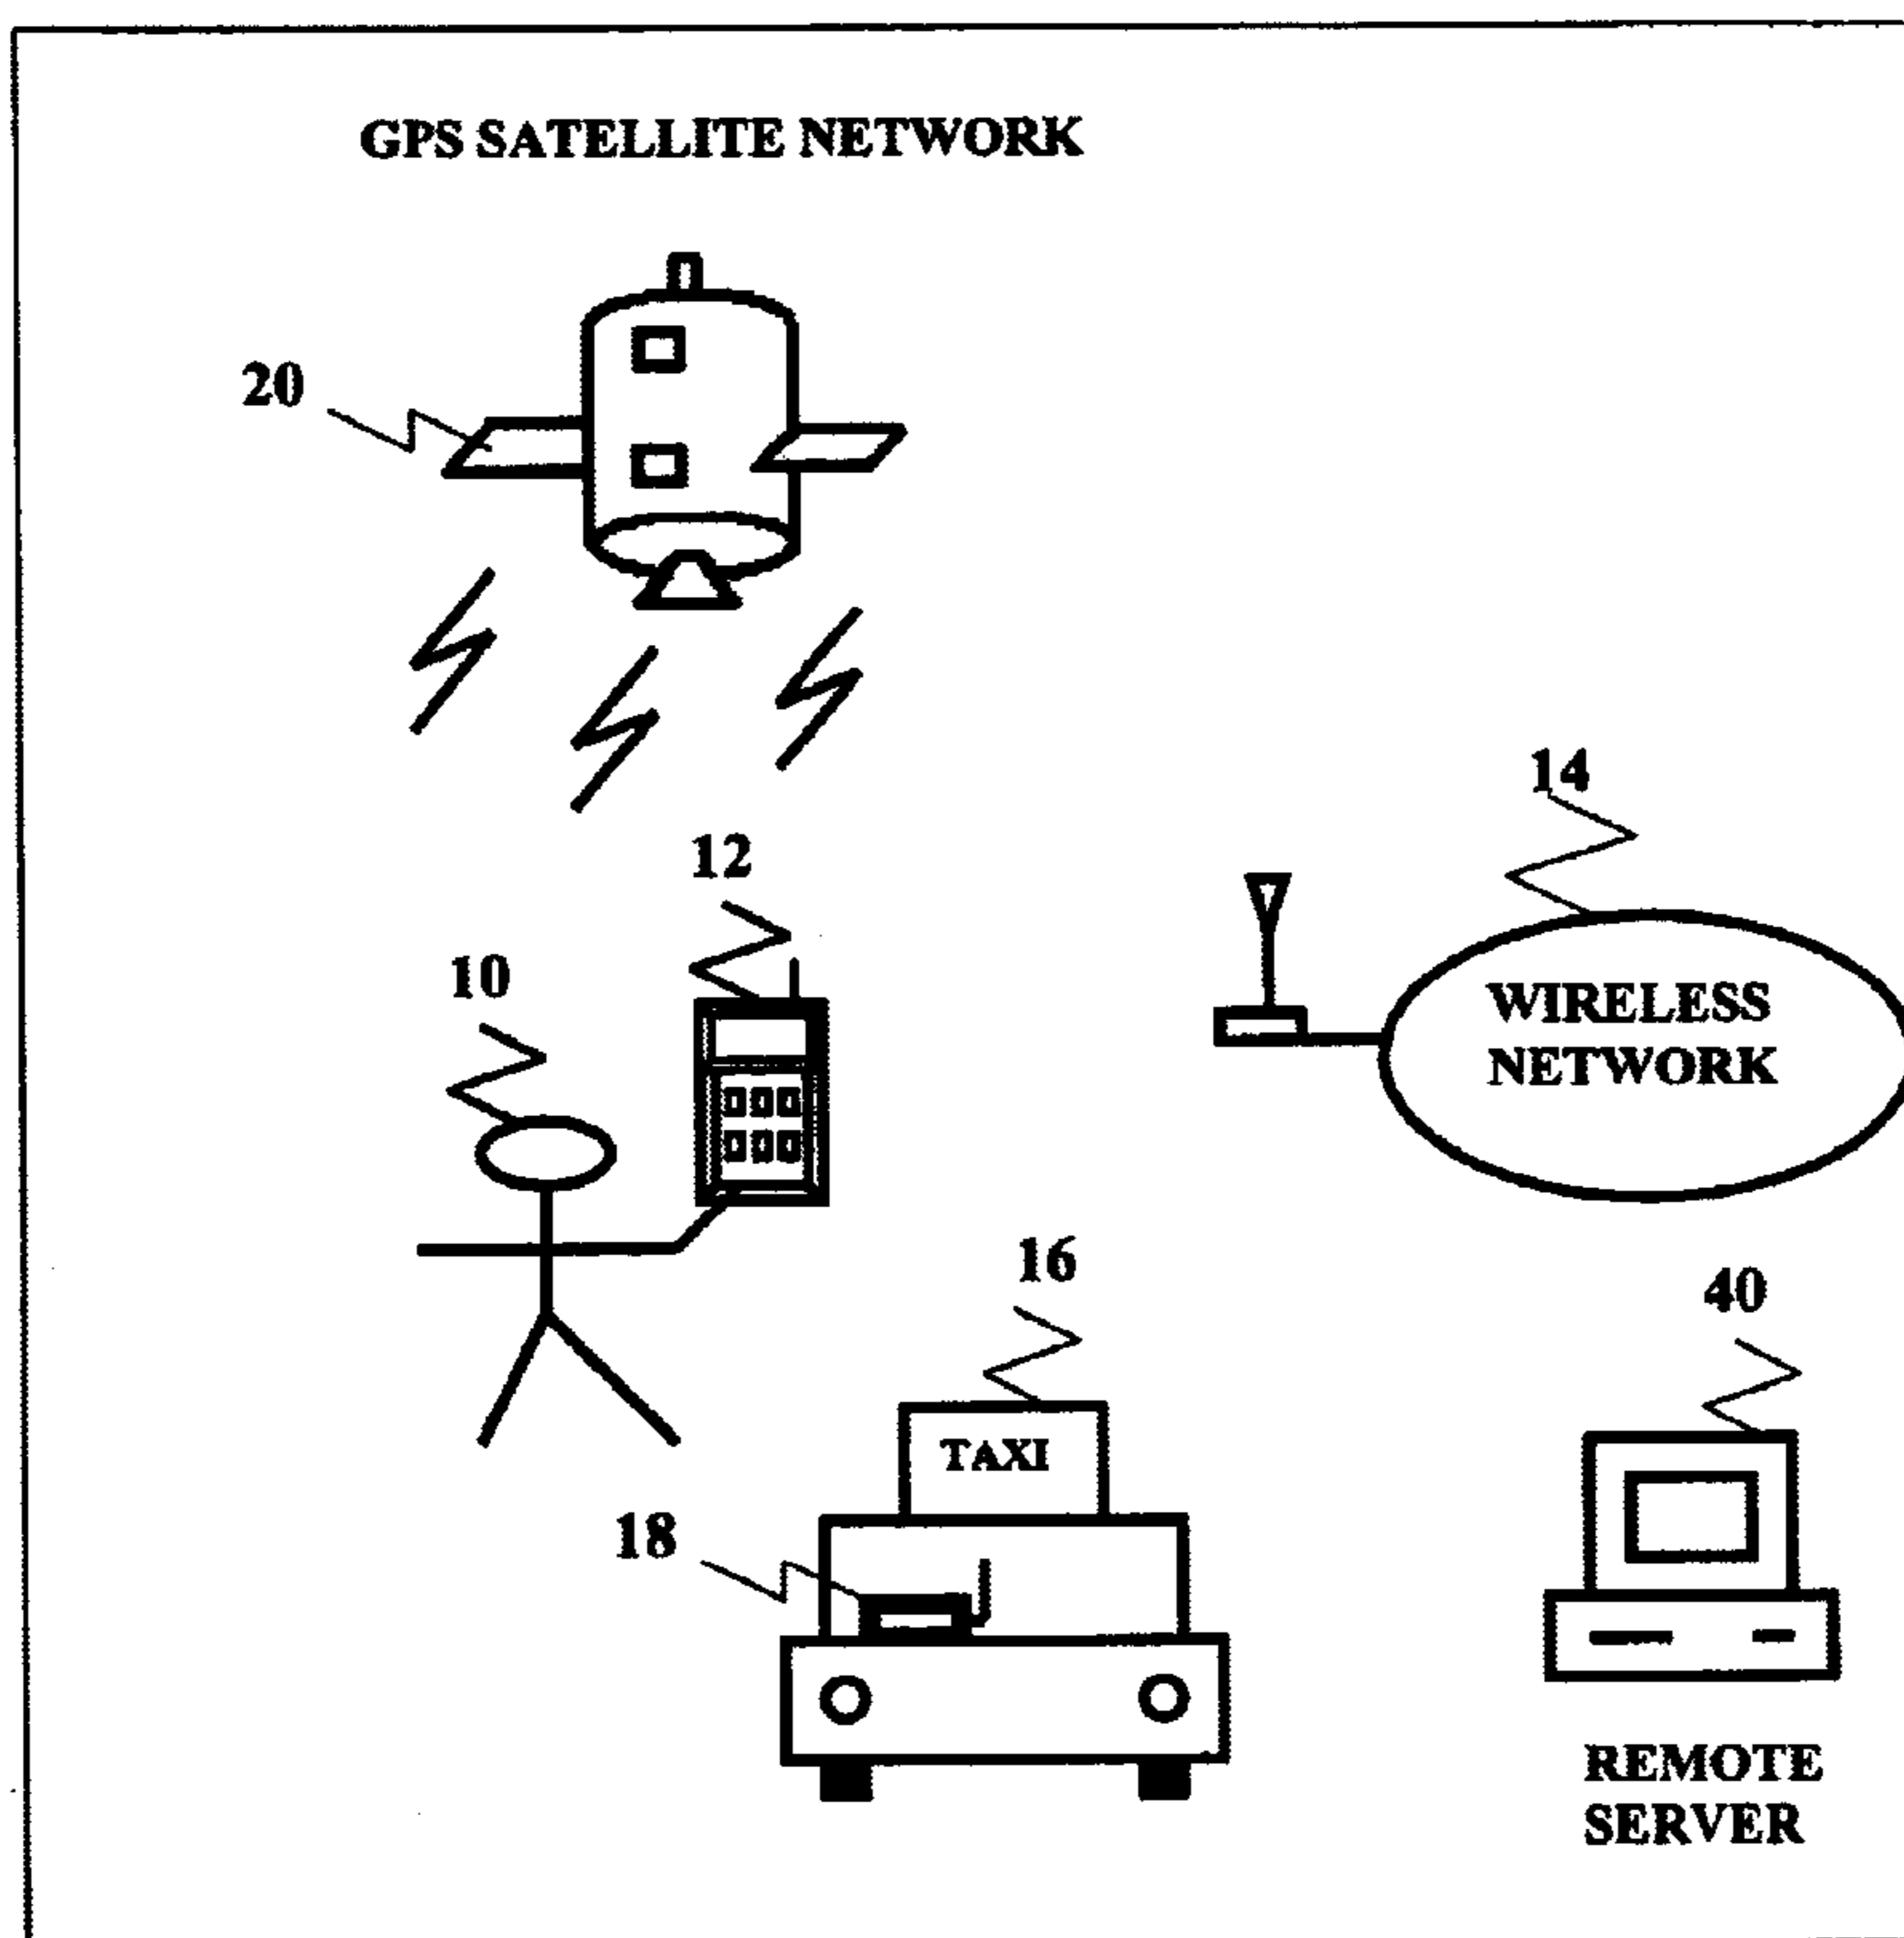 GPS SATELLITE NETWORK
20
14
12
10
WIRELESS
NETWORK
16
40
TAXI
18
REMOTE
SERVER